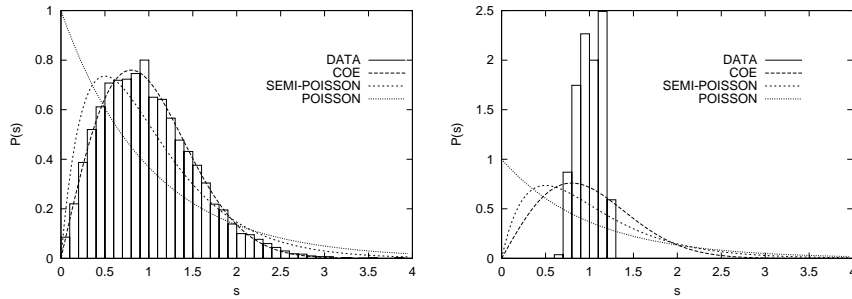 1
0.8
0.6
0.4
0.2
0
P(s)
DATA
COE
SEMI-POISSON
POISSON
0 0.5 1 1.5 2 2.5 3 3.5 4
s
2.5
2
1.5
1
0.5
0
P(s)
DATA
COE
SEMI-POISSON
POISSON
0 0.5 1 1.5 2 2.5 3 3.5 4
s